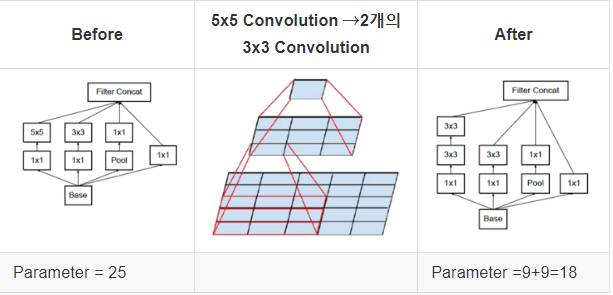 Before
5x5 Convolution →2개의
3x3 Convolution
After
Filter Concat
5x5 3x3 1x1
1x1 1x1 Pool 1x1
Base
Filter Concat
3x3
3x3 3x3 1x1
1x1 1x1 Pool 1x1
Base
Parameter = 25
Parameter =9+9=18